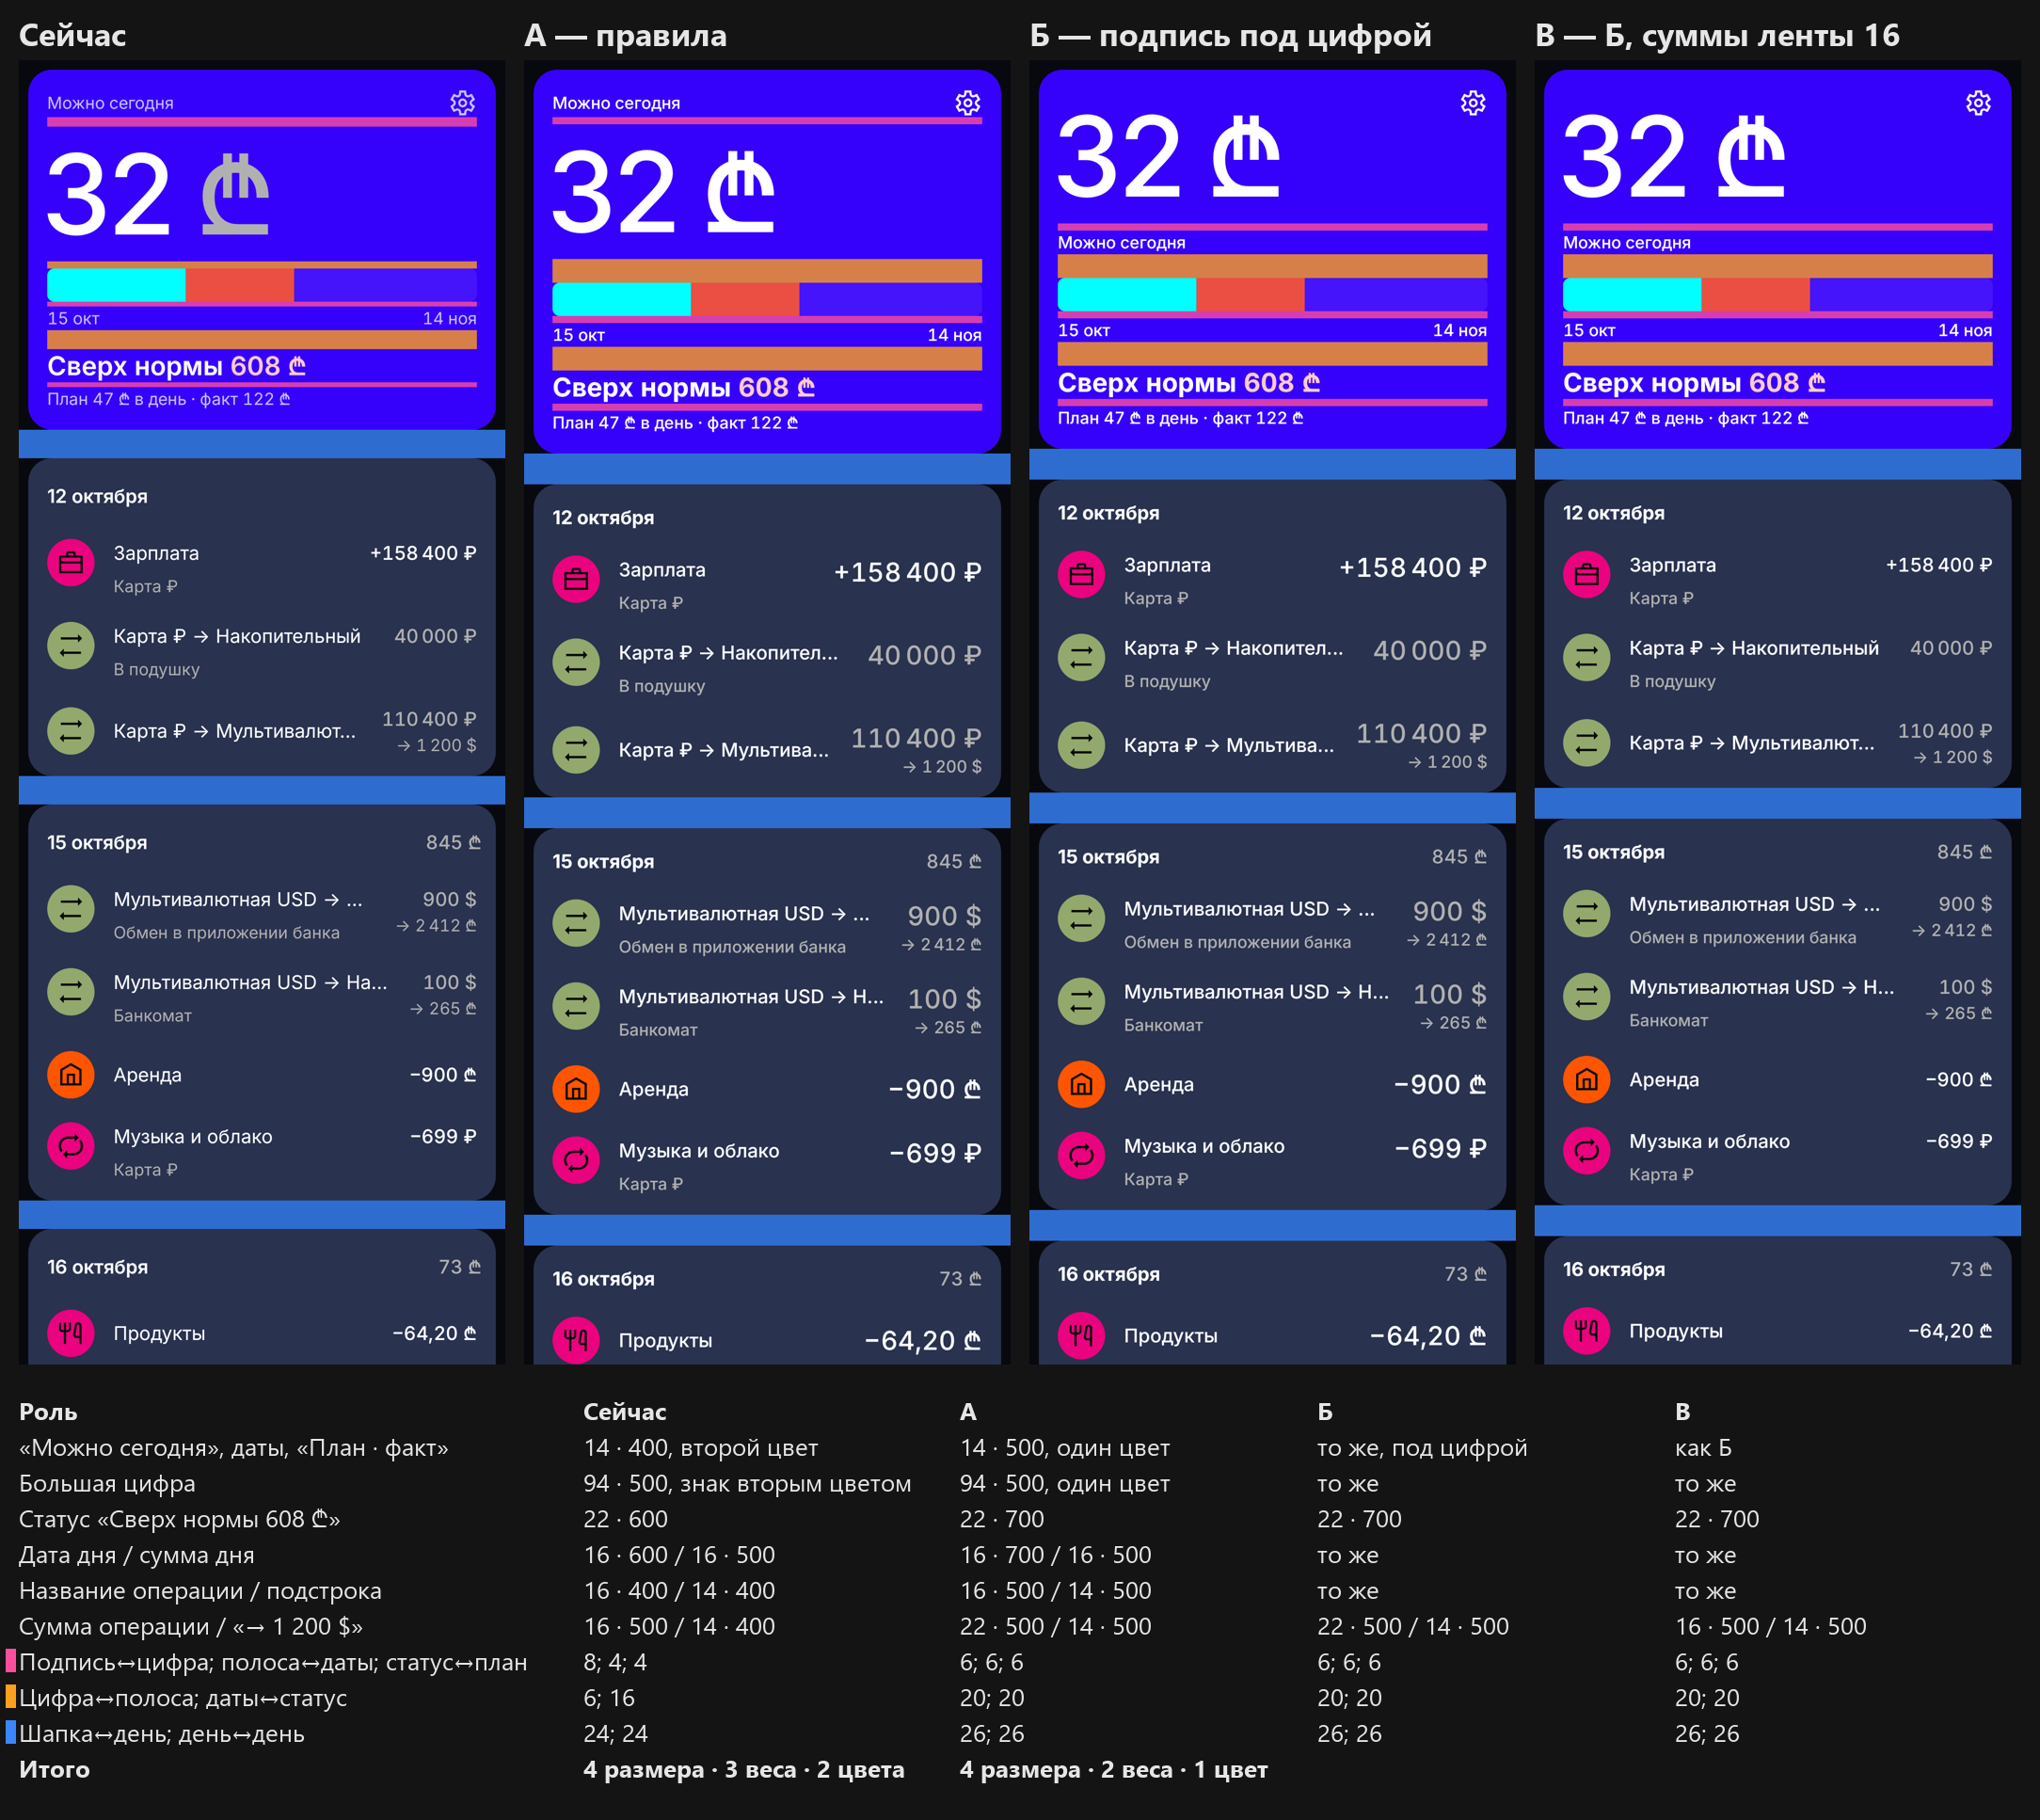 Сейчас
Можно сегодня
32 ₾
15 окт 14 ноя
Сверх нормы 608 ₾
План 47 ₾ в день · факт 122 ₾
12 октября
Зарплата +158 400 ₽
Карта ₽
Карта ₽ → Накопительный 40 000 ₽
В подушку
Карта ₽ → Мультивалют... 110 400 ₽
→ 1 200 $
15 октября 845 ₾
Мультивалютная USD → ... 900 $
Обмен в приложении банка → 2 412 ₾
Мультивалютная USD → На... 100 $
Банкомат → 265 ₾
Аренда −900 ₾
Музыка и облако −699 ₽
Карта ₽
16 октября 73 ₾
Продукты −64,20 ₾
А — правила
Можно сегодня
32 ₾
15 окт 14 ноя
Сверх нормы 608 ₾
План 47 ₾ в день · факт 122 ₾
12 октября
Зарплата +158 400 ₽
Карта ₽
Карта ₽ → Накопител... 40 000 ₽
В подушку
Карта ₽ → Мультива... 110 400 ₽
→ 1 200 $
15 октября 845 ₾
Мультивалютная USD → ... 900 $
Обмен в приложении банка → 2 412 ₾
Мультивалютная USD → Н... 100 $
Банкомат → 265 ₾
Аренда −900 ₾
Музыка и облако −699 ₽
Карта ₽
16 октября 73 ₾
Продукты −64,20 ₾
Б — подпись под цифрой
32 ₾
Можно сегодня
15 окт 14 ноя
Сверх нормы 608 ₾
План 47 ₾ в день · факт 122 ₾
12 октября
Зарплата +158 400 ₽
Карта ₽
Карта ₽ → Накопител... 40 000 ₽
В подушку
Карта ₽ → Мультива... 110 400 ₽
→ 1 200 $
15 октября 845 ₾
Мультивалютная USD → ... 900 $
Обмен в приложении банка → 2 412 ₾
Мультивалютная USD → Н... 100 $
Банкомат → 265 ₾
Аренда −900 ₾
Музыка и облако −699 ₽
Карта ₽
16 октября 73 ₾
Продукты −64,20 ₾
В — Б, суммы ленты 16
32 ₾
Можно сегодня
15 окт 14 ноя
Сверх нормы 608 ₾
План 47 ₾ в день · факт 122 ₾
12 октября
Зарплата +158 400 ₽
Карта ₽
Карта ₽ → Накопительный 40 000 ₽
В подушку
Карта ₽ → Мультивалют... 110 400 ₽
→ 1 200 $
15 октября 845 ₾
Мультивалютная USD → ... 900 $
Обмен в приложении банка → 2 412 ₾
Мультивалютная USD → Н... 100 $
Банкомат → 265 ₾
Аренда −900 ₾
Музыка и облако −699 ₽
Карта ₽
16 октября 73 ₾
Продукты −64,20 ₾
Роль Сейчас А Б В
«Можно сегодня», даты, «План · факт» 14 · 400, второй цвет 14 · 500, один цвет то же, под цифрой как Б
Большая цифра 94 · 500, знак вторым цветом 94 · 500, один цвет то же то же
Статус «Сверх нормы 608 ₾» 22 · 600 22 · 700 22 · 700 22 · 700
Дата дня / сумма дня 16 · 600 / 16 · 500 16 · 700 / 16 · 500 то же то же
Название операции / подстрока 16 · 400 / 14 · 400 16 · 500 / 14 · 500 то же то же
Сумма операции / «→ 1 200 $» 16 · 500 / 14 · 400 22 · 500 / 14 · 500 22 · 500 / 14 · 500 16 · 500 / 14 · 500
Подпись↔цифра; полоса↔даты; статус↔план 8; 4; 4 6; 6; 6 6; 6; 6 6; 6; 6
Цифра↔полоса; даты↔статус 6; 16 20; 20 20; 20 20; 20
Шапка↔день; день↔день 24; 24 26; 26 26; 26 26; 26
Итого 4 размера · 3 веса · 2 цвета 4 размера · 2 веса · 1 цвет